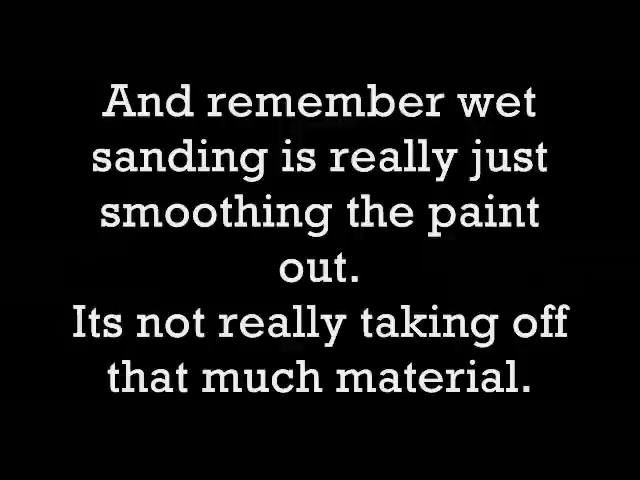 And remember wet
sanding is really just
smoothing the paint
out.
Its not really taking off
that much material.